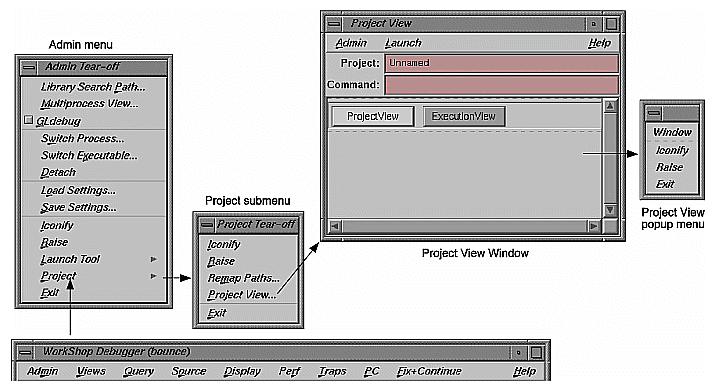 Admin menu
Admin Tear-off
Library Search Path...
Multiprocess View...
GLdebug
Switch Process...
Switch Executable...
Detach
Load Settings...
Save Settings...
Iconify
Raise
Launch Tool
Project
Exit
Project submenu
Project Tear-off
Iconify
Raise
Remap Paths...
Project View...
Exit
Project View
Admin Launch Help
Project: Unnamed
Command:
ProjectView ExecutionView
Project View Window
Window
Iconify
Raise
Exit
Project View
popup menu
WorkShop Debugger (bounce)
Admin Views Query Source Display Perf Traps PC Fix+Continue Help